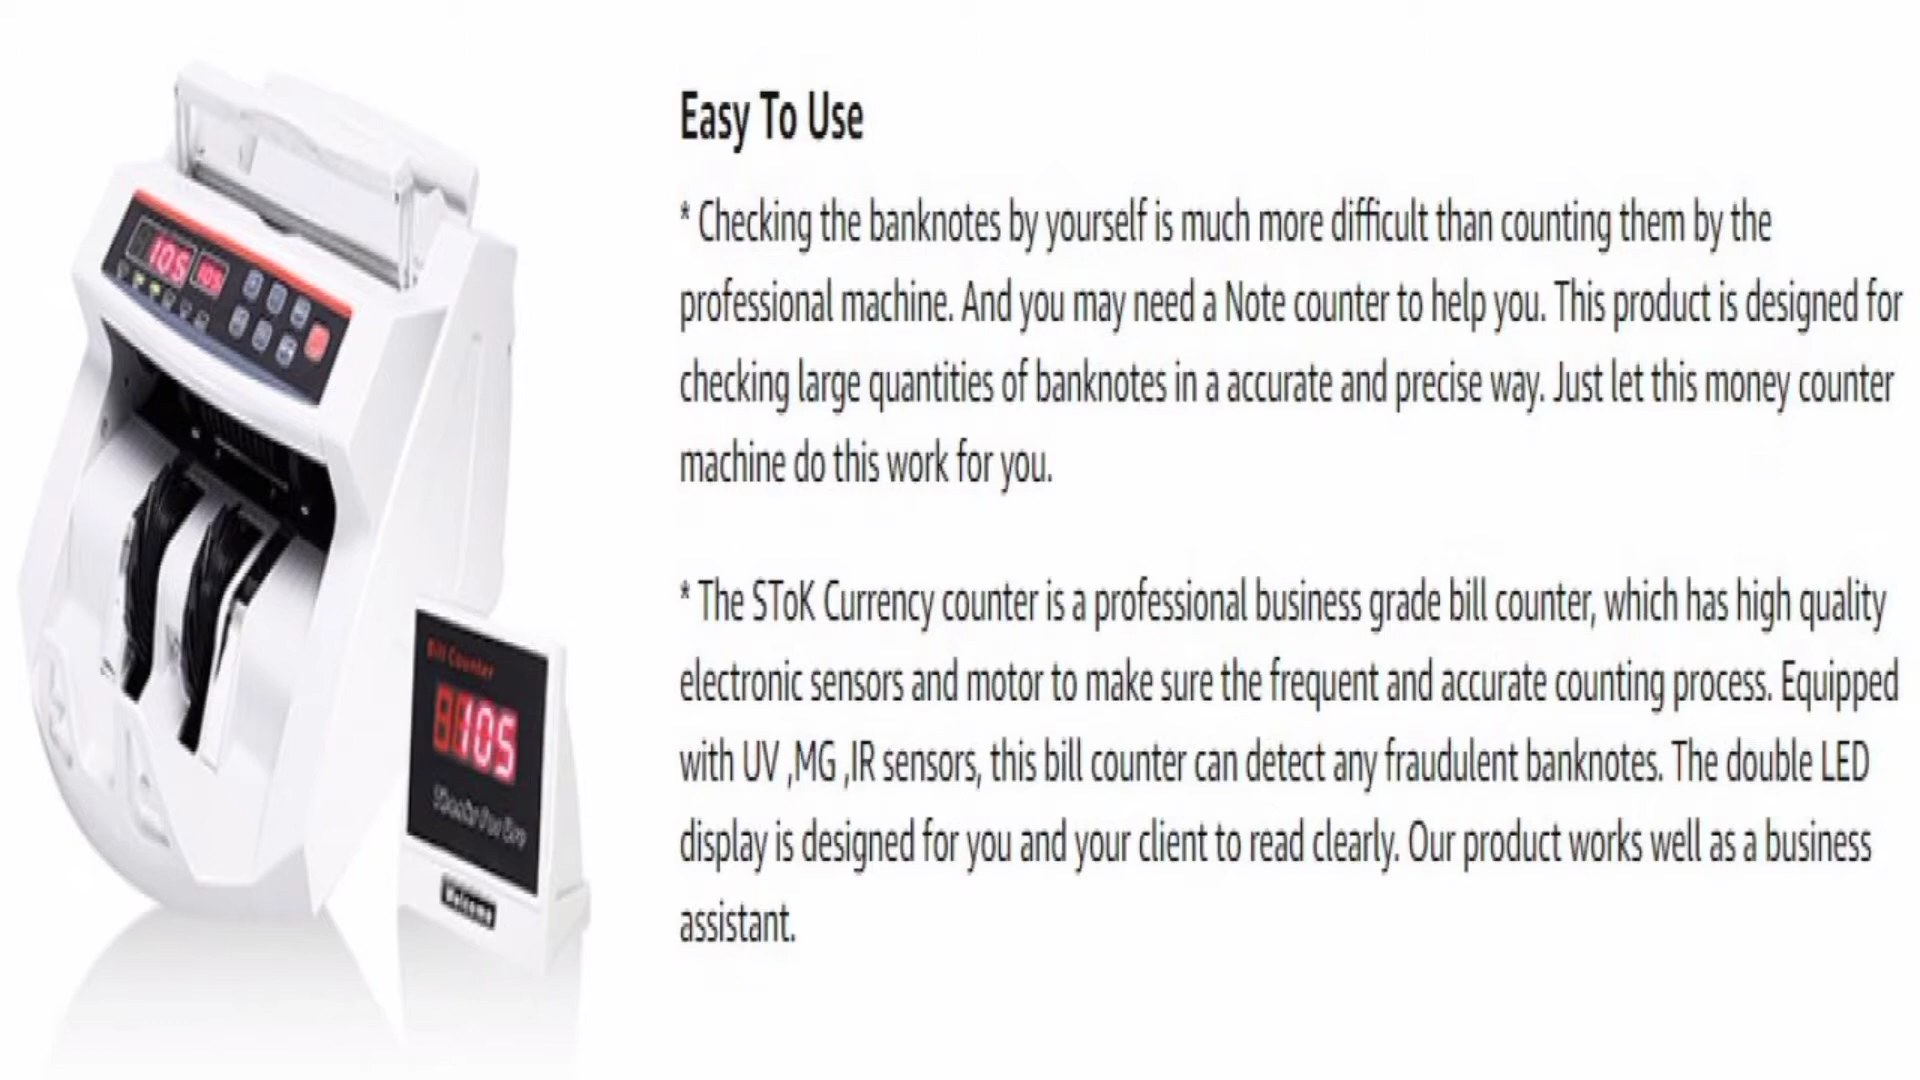 Easy To Use
* Checking the banknotes by yourself is much more difficult than counting them by the
professional machine. And you may need a Note counter to help you. This product is designed for
checking large quantities of banknotes in a accurate and precise way. Just let this money counter
machine do this work for you.
* The SToK Currency counter is a professional business grade bill counter, which has high quality
electronic sensors and motor to make sure the frequent and accurate counting process. Equipped
with UV ,MG ,IR sensors, this bill counter can detect any fraudulent banknotes. The double LED
display is designed for you and your client to read clearly. Our product works well as a business
assistant.
105 105
Bill Counter
105
Welcome